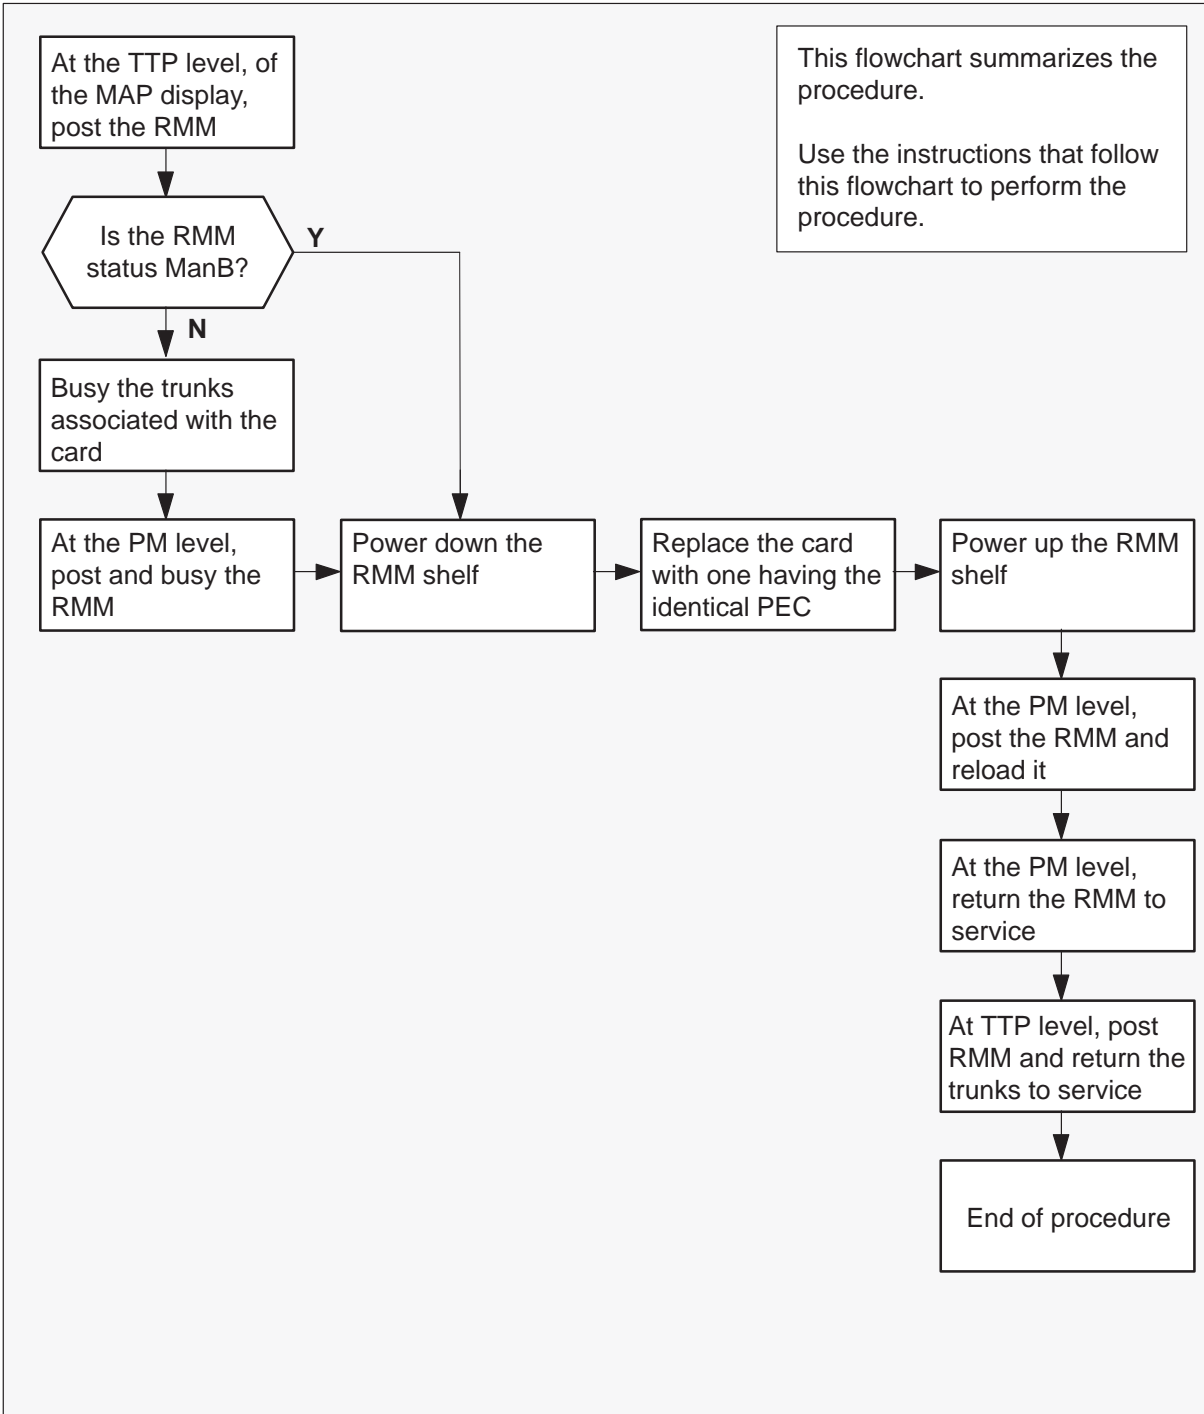 At the TTP level, of
the MAP display,
post the RMM
This flowchart summarizes the
procedure.
Use the instructions that follow
this flowchart to perform the
procedure.
Is the RMM
status ManB?
Y
N
Busy the trunks
associated with the
card
At the PM level,
post and busy the
RMM
Power down the
RMM shelf
Replace the card
with one having the
identical PEC
Power up the RMM
shelf
At the PM level,
post the RMM and
reload it
At the PM level,
return the RMM to
service
At TTP level, post
RMM and return the
trunks to service
End of procedure